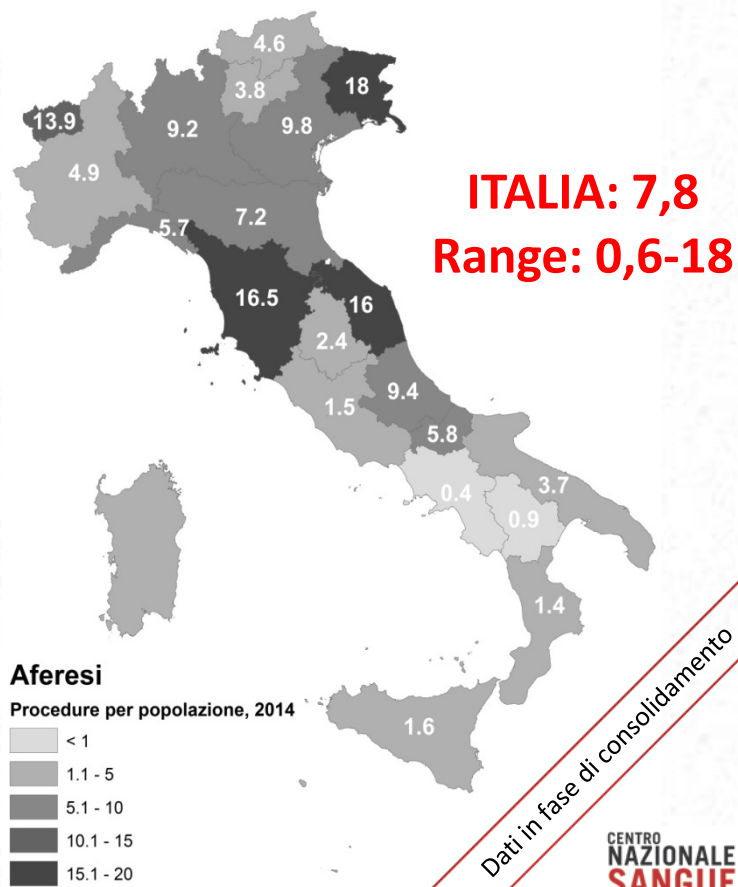 4.6
3.8
18
13.9
9.2
9.8
4.9
ITALIA: 7,8
Range: 0,6-18
5.7
7.2
16.5
16
2.4
9.4
1.5
5.8
0.4
3.7
0.9
1.4
1.6
Aferesi
Procedure per popolazione, 2014
< 1
1.1 - 5
5.1 - 10
10.1 - 15
15.1 - 20
Dati in fase di consolidamento
CENTRO
NAZIONALE
SANGUE